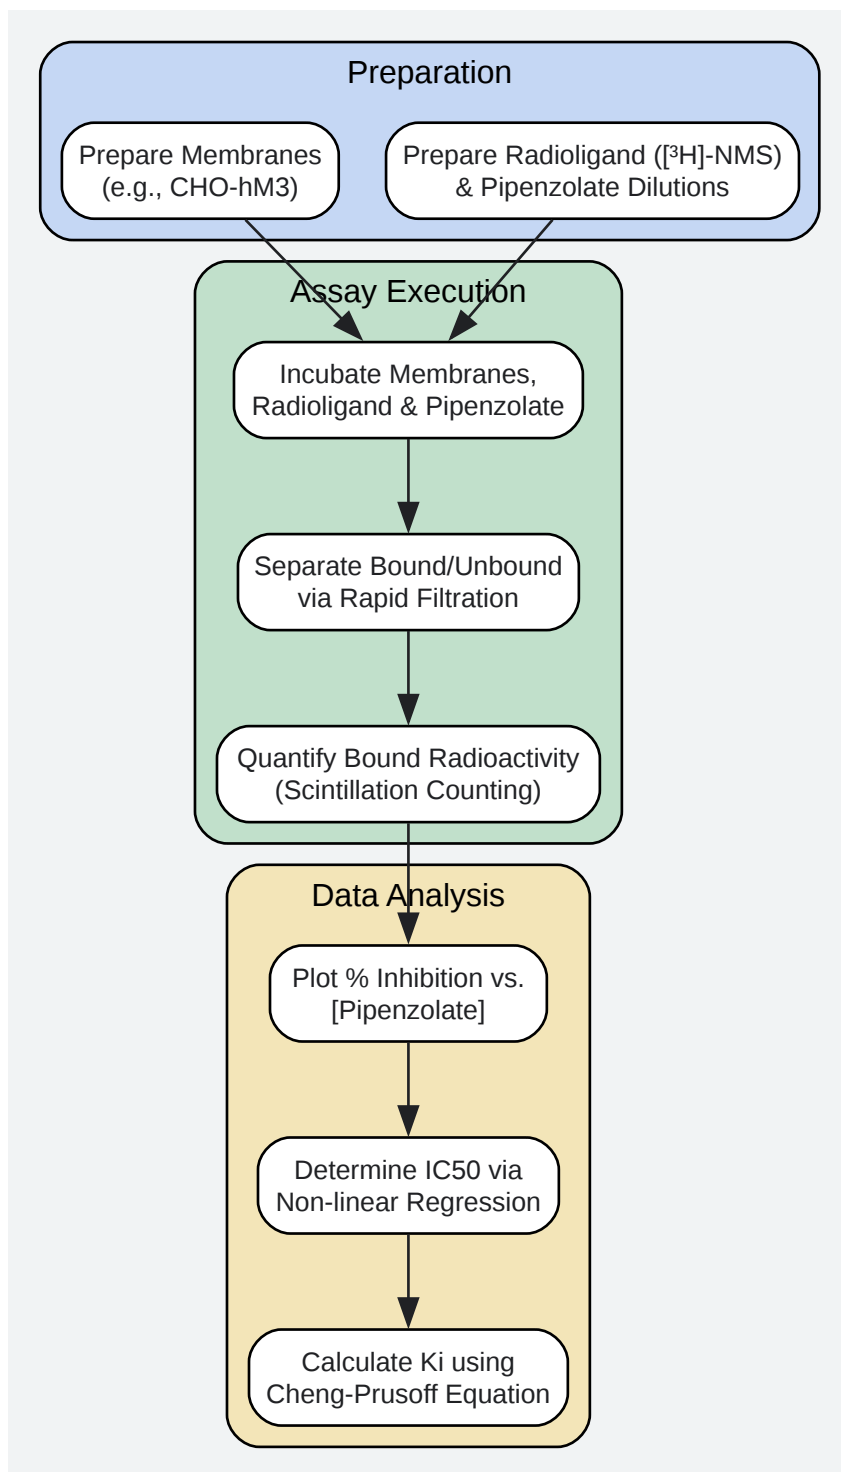 Preparation
Prepare Membranes
(e.g., CHO-hM3)
Prepare Radioligand ([³H]-NMS)
& Pipenzolate Dilutions
Assay Execution
Incubate Membranes,
Radioligand & Pipenzolate
Separate Bound/Unbound
via Rapid Filtration
Quantify Bound Radioactivity
(Scintillation Counting)
Data Analysis
Plot % Inhibition vs.
[Pipenzolate]
Determine IC50 via
Non-linear Regression
Calculate Ki using
Cheng-Prusoff Equation